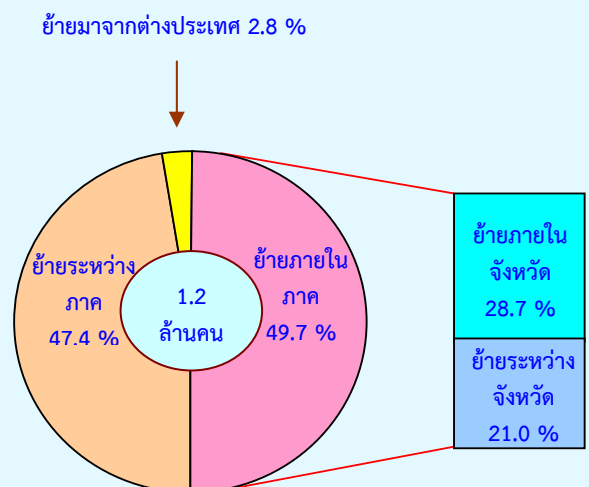 ย้ายมาจากต่างประเทศ 2.8 %
ย้ายระหว่าง
ภาค
47.4 %
1.2
ล้านคน
ย้ายภายใน
ภาค
49.7 %
ย้ายภายใน
จังหวัด
28.7 %
ย้ายระหว่าง
จังหวัด
21.0 %